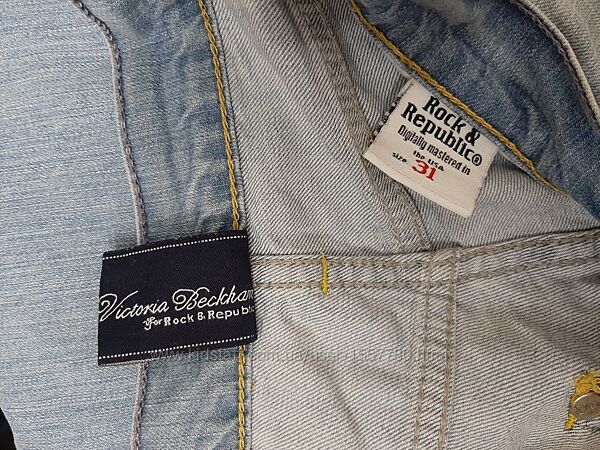 Rock &
Republic®
Digitally mastered in
the USA
size 31
Victoria Beckham
for Rock & Republic